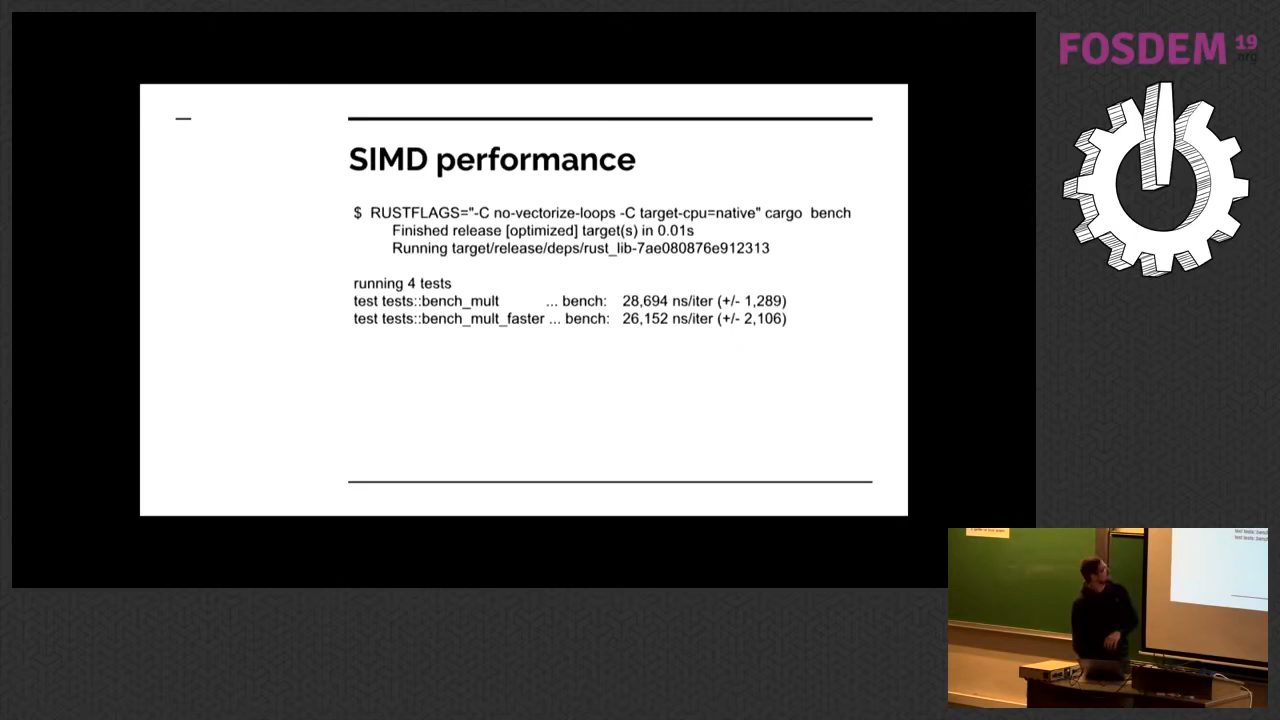 FOSDEM 19
.org
SIMD performance
$ RUSTFLAGS="-C no-vectorize-loops -C target-cpu=native" cargo bench
Finished release [optimized] target(s) in 0.01s
Running target/release/deps/rust_lib-7ae080876e912313
running 4 tests
test tests::bench_mult ... bench: 28,694 ns/iter (+/- 1,289)
test tests::bench_mult_faster ... bench: 26,152 ns/iter (+/- 2,106)